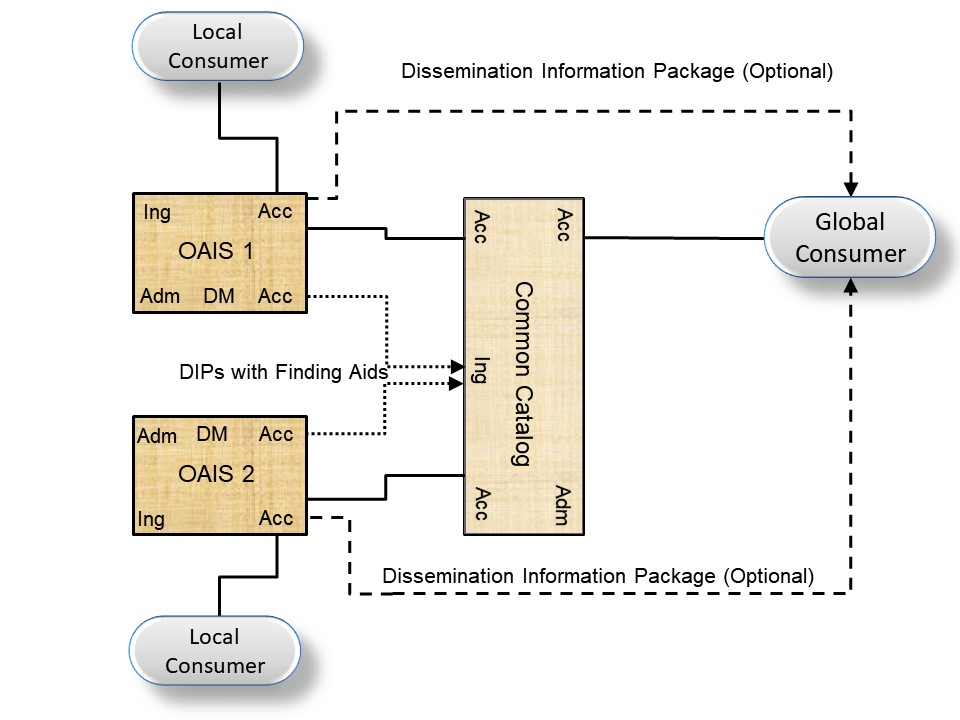 Local
Consumer
Dissemination Information Package (Optional)
Ing Acc
OAIS 1
Adm DM Acc
Acc Acc
Ing
Common Catalog
Acc Adm
Global
Consumer
DIPs with Finding Aids
Adm DM Acc
OAIS 2
Ing Acc
Dissemination Information Package (Optional)
Local
Consumer